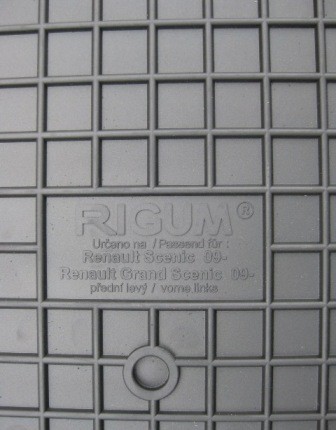 RIGUM®
Určeno na / Passend für :
Renault Scenic 09-
Renault Grand Scenic 09-
přední levý / vorne links